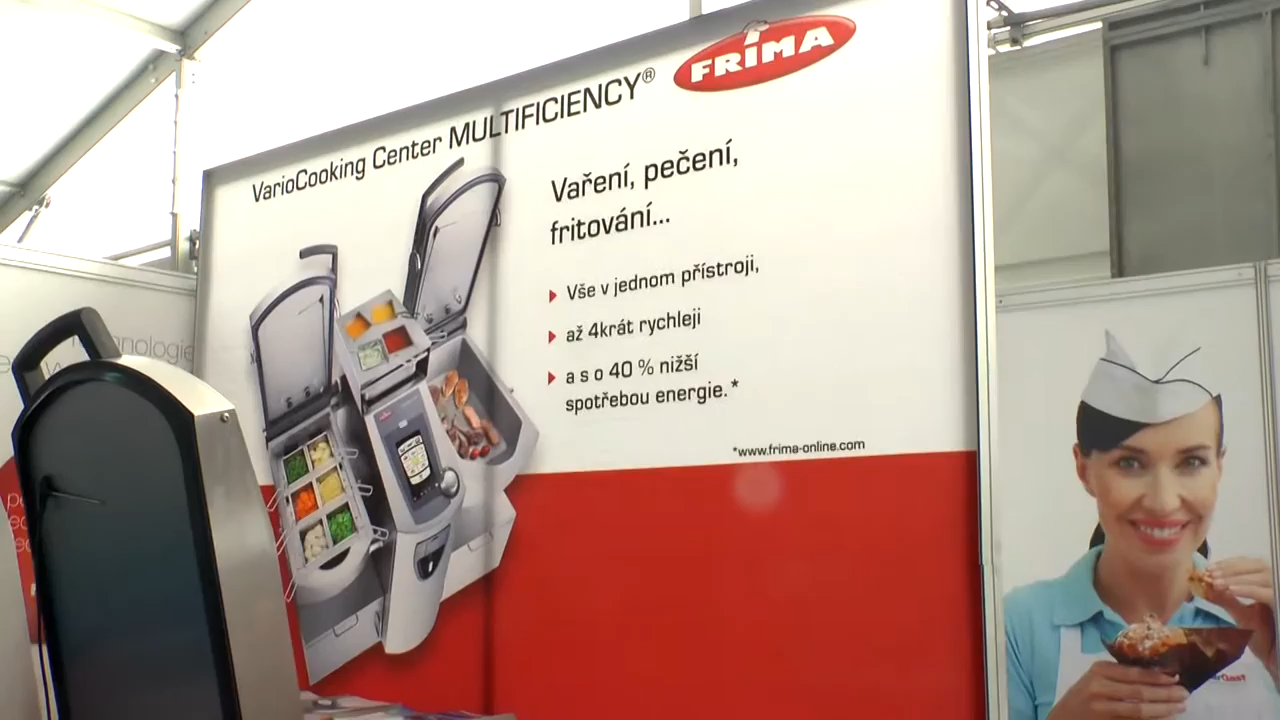 FRIMA
VarioCooking Center MULTIFICIENCY®
Vaření, pečení,
fritování...
Vše v jednom přístroji,
až 4krát rychleji
a s o 40 % nižší
spotřebou energie.*
*www.frima-online.com